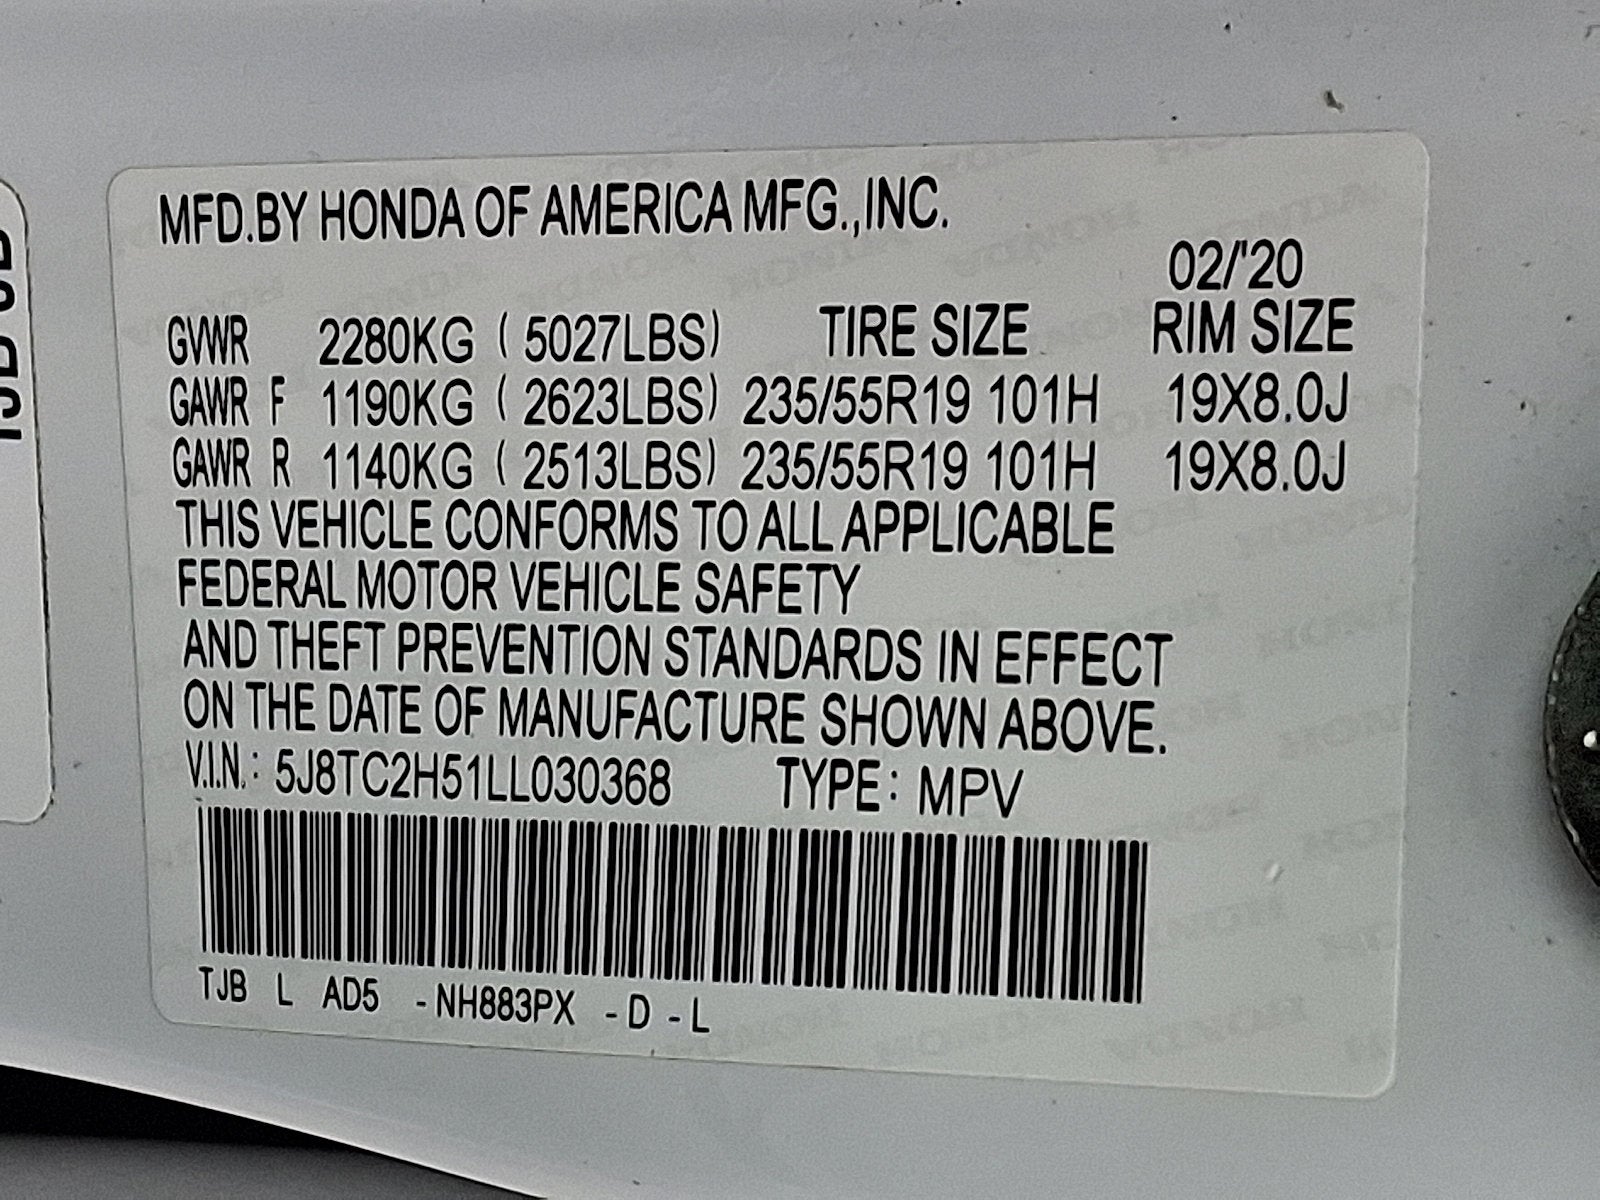 MFD.BY HONDA OF AMERICA MFG.,INC.
02/'20
GVWR 2280KG ( 5027LBS) TIRE SIZE RIM SIZE
GAWR F 1190KG ( 2623LBS) 235/55R19 101H 19X8.0J
GAWR R 1140KG ( 2513LBS) 235/55R19 101H 19X8.0J
THIS VEHICLE CONFORMS TO ALL APPLICABLE
FEDERAL MOTOR VEHICLE SAFETY
AND THEFT PREVENTION STANDARDS IN EFFECT
ON THE DATE OF MANUFACTURE SHOWN ABOVE.
V.I.N.: 5J8TC2H51LL030368 TYPE: MPV
TJB L AD5 -NH883PX -D -L